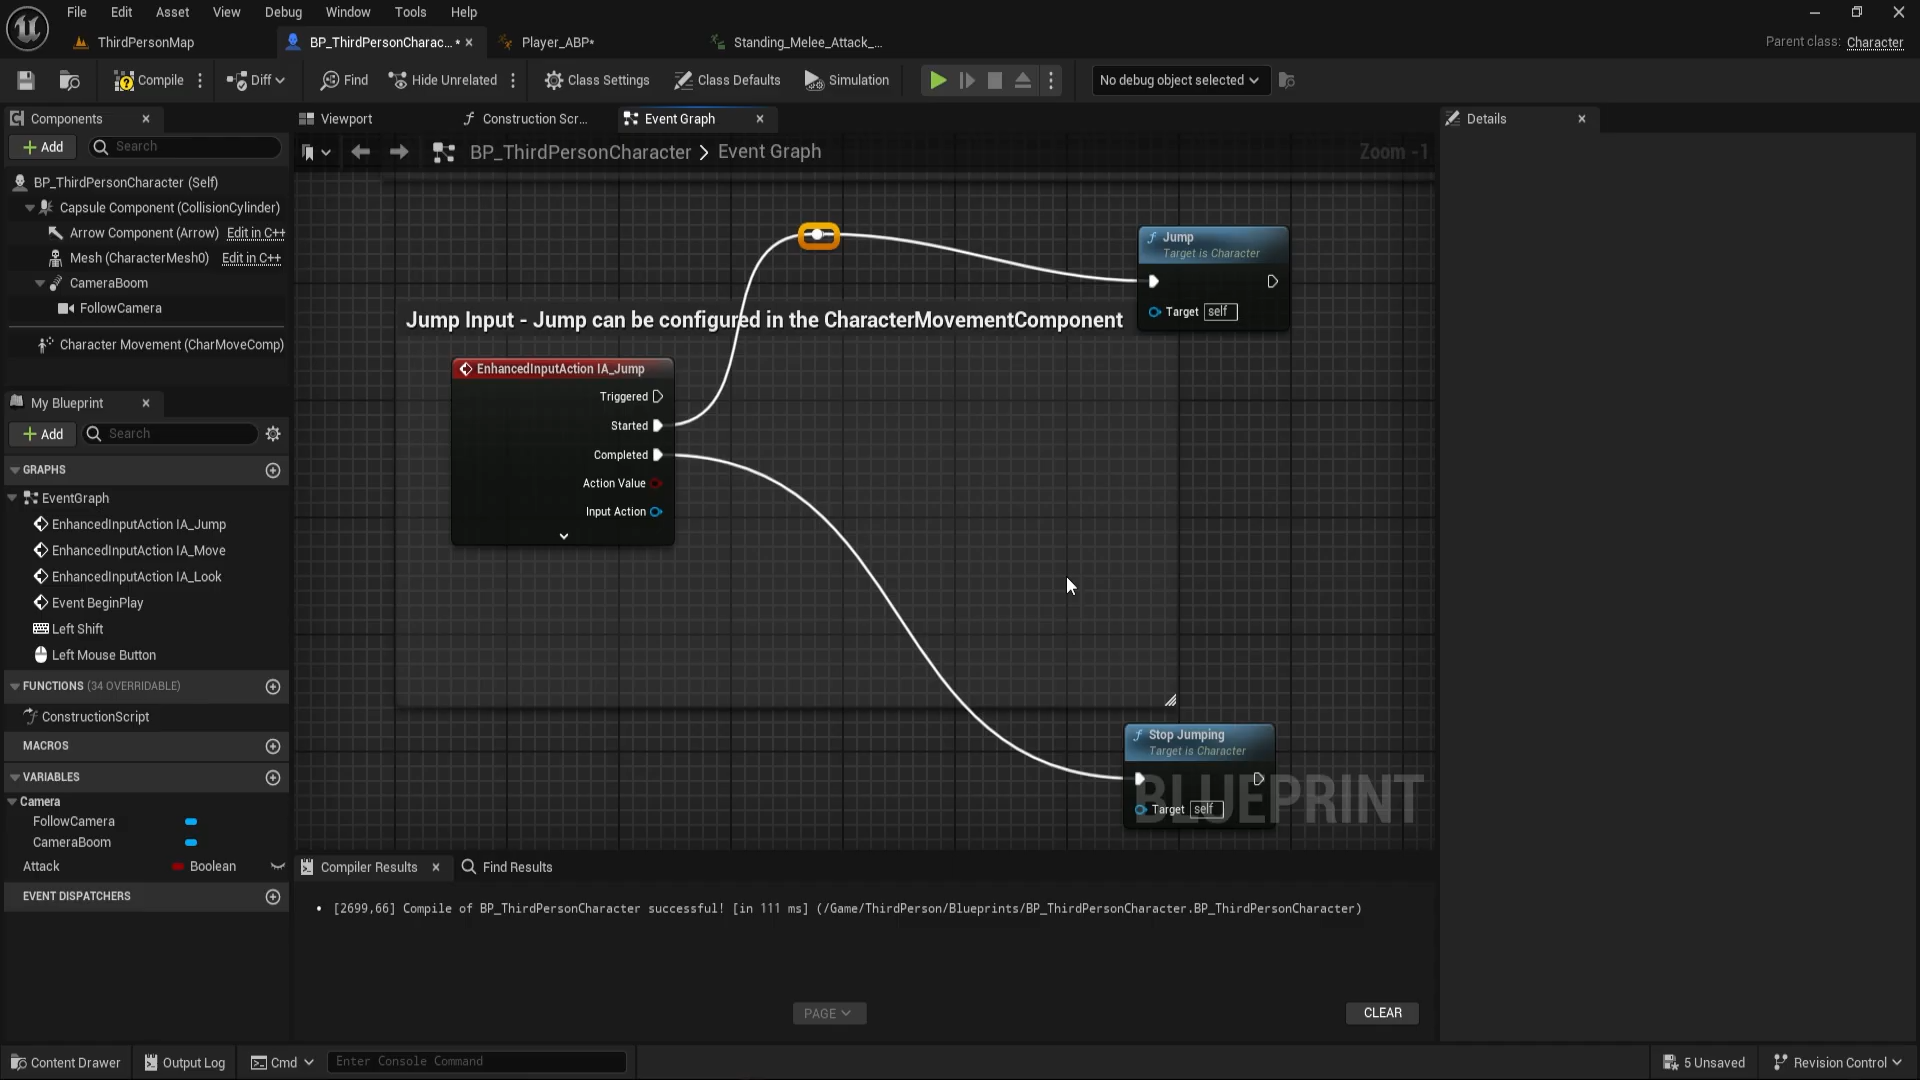 File Edit Asset View Debug Window Tools Help
ThirdPersonMap BP_ThirdPersonCharac... * Player_ABP* Standing_Melee_Attack_...
Parent class: Character
Compile Diff Find Hide Unrelated Class Settings Class Defaults Simulation No debug object selected
Components
Viewport Construction Scr... Event Graph
Details
Add Search
BP_ThirdPersonCharacter > Event Graph
Zoom -1
BP_ThirdPersonCharacter (Self)
Capsule Component (CollisionCylinder)
Arrow Component (Arrow) Edit in C++
Mesh (CharacterMesh0) Edit in C++
CameraBoom
FollowCamera
Character Movement (CharMoveComp)
My Blueprint
Add Search
GRAPHS
EventGraph
EnhancedInputAction IA_Jump
EnhancedInputAction IA_Move
EnhancedInputAction IA_Look
Event BeginPlay
Left Shift
Left Mouse Button
FUNCTIONS (34 OVERRIDABLE)
ConstructionScript
MACROS
VARIABLES
Camera
FollowCamera
CameraBoom
Attack Boolean
EVENT DISPATCHERS
Jump
Target is Character
Target self
Jump Input - Jump can be configured in the CharacterMovementComponent
EnhancedInputAction IA_Jump
Triggered
Started
Completed
Action Value
Input Action
Stop Jumping
Target is Character
Target self
BLUEPRINT
Compiler Results Find Results
[2699,66] Compile of BP_ThirdPersonCharacter successful! [in 111 ms] (/Game/ThirdPerson/Blueprints/BP_ThirdPersonCharacter.BP_ThirdPersonCharacter)
PAGE
CLEAR
Content Drawer Output Log Cmd Enter Console Command
5 Unsaved Revision Control